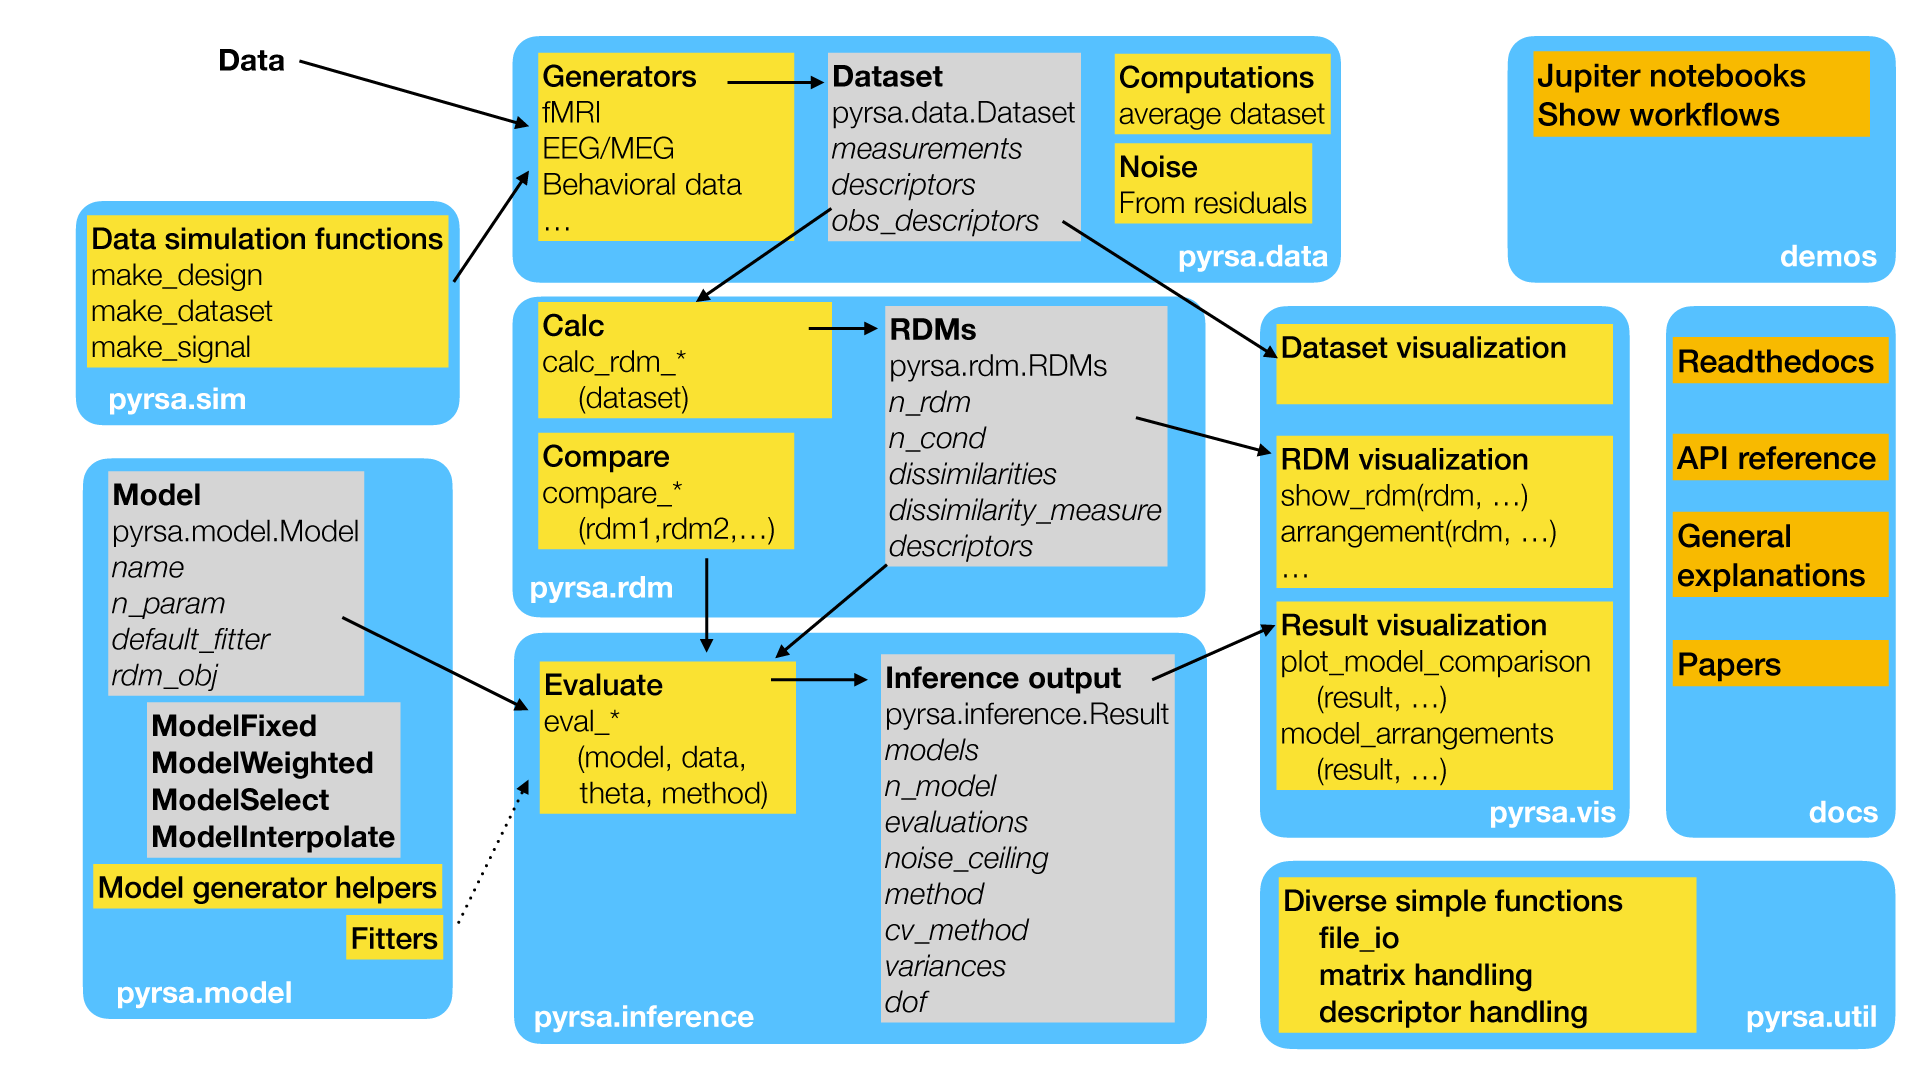 Data
Generators
fMRI
EEG/MEG
Behavioral data
…
Dataset
pyrsa.data.Dataset
measurements
descriptors
obs_descriptors
Computations
average dataset
Noise
From residuals
pyrsa.data
Jupiter notebooks
Show workflows
demos
Data simulation functions
make_design
make_dataset
make_signal
pyrsa.sim
Calc
calc_rdm_*
(dataset)
Compare
compare_*
(rdm1,rdm2,…)
pyrsa.rdm
RDMs
pyrsa.rdm.RDMs
n_rdm
n_cond
dissimilarities
dissimilarity_measure
descriptors
Dataset visualization
RDM visualization
show_rdm(rdm, …)
arrangement(rdm, …)
…
Result visualization
plot_model_comparison
(result, …)
model_arrangements
(result, …)
pyrsa.vis
Readthedocs
API reference
General
explanations
Papers
docs
Model
pyrsa.model.Model
name
n_param
default_fitter
rdm_obj
ModelFixed
ModelWeighted
ModelSelect
ModelInterpolate
Model generator helpers
Fitters
pyrsa.model
Evaluate
eval_*
(model, data,
theta, method)
pyrsa.inference
Inference output
pyrsa.inference.Result
models
n_model
evaluations
noise_ceiling
method
cv_method
variances
dof
Diverse simple functions
file_io
matrix handling
descriptor handling
pyrsa.util